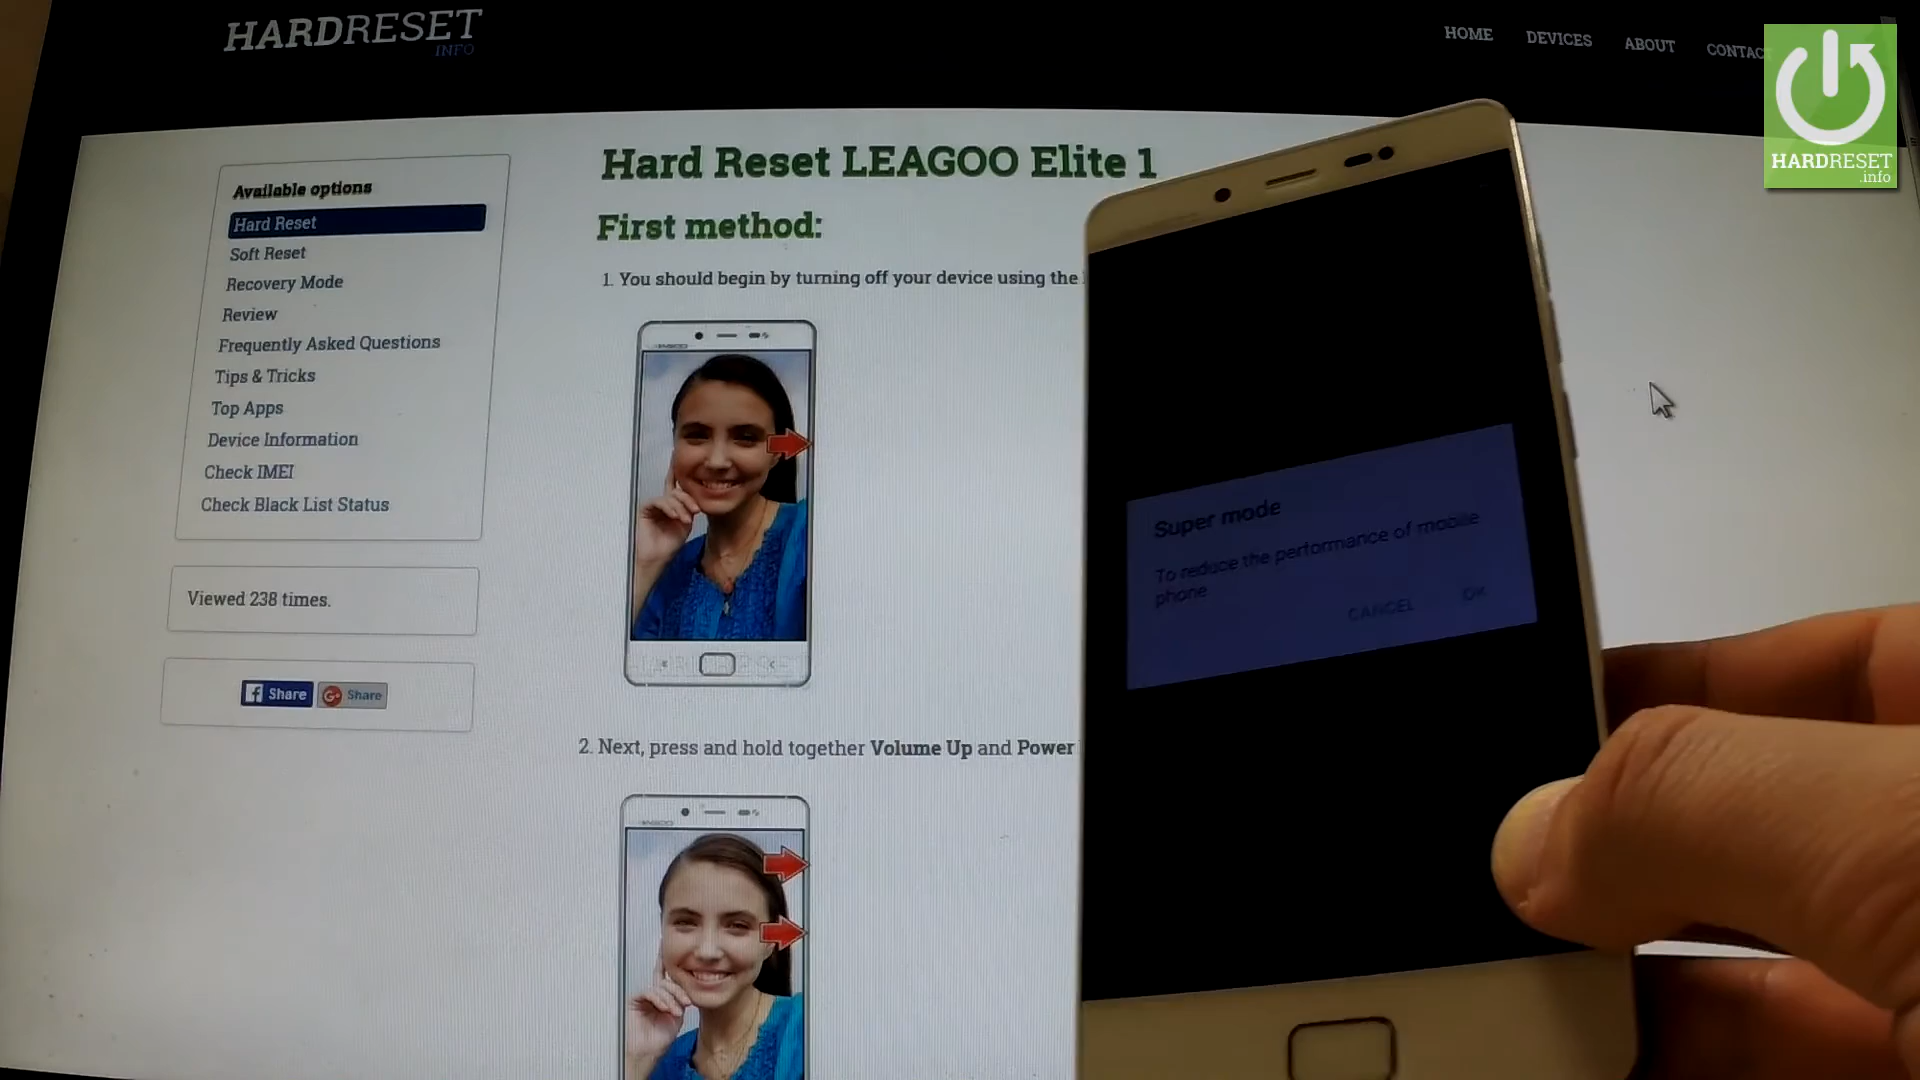 HARDRESET
INFO
HOME DEVICES ABOUT CONTACT
HARDRESET
.info
Available options
Hard Reset
Soft Reset
Recovery Mode
Review
Frequently Asked Questions
Tips & Tricks
Top Apps
Device Information
Check IMEI
Check Black List Status
Viewed 238 times.
Share Share
Hard Reset LEAGOO Elite 1
First method:
1. You should begin by turning off your device using the
2. Next, press and hold together Volume Up and Power
Super mode
To reduce the performance of mobile
phone
CANCEL OK